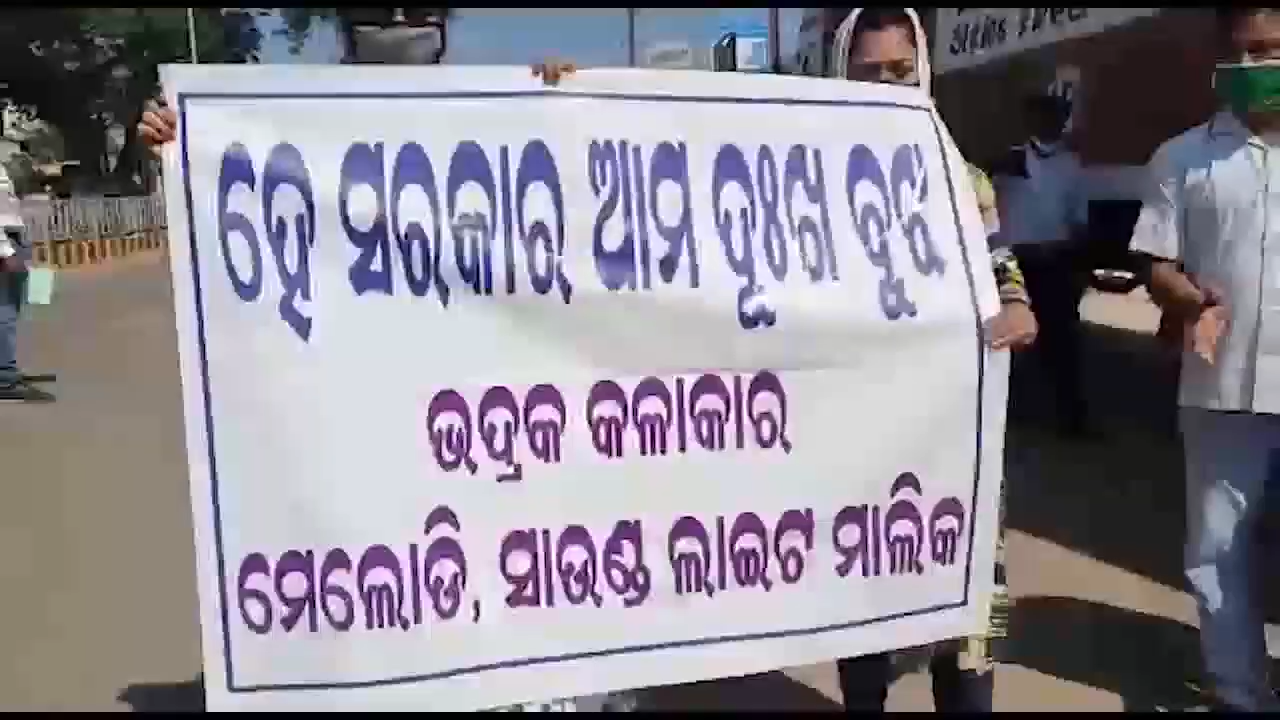 ହେ ସରକାର ଆମ ଦୁଃଖ ବୁଝ
ଭଦ୍ରକ କଳାକାର
ମେଲୋଡି, ସାଉଣ୍ଡ ଲାଇଟ ମାଲିକ